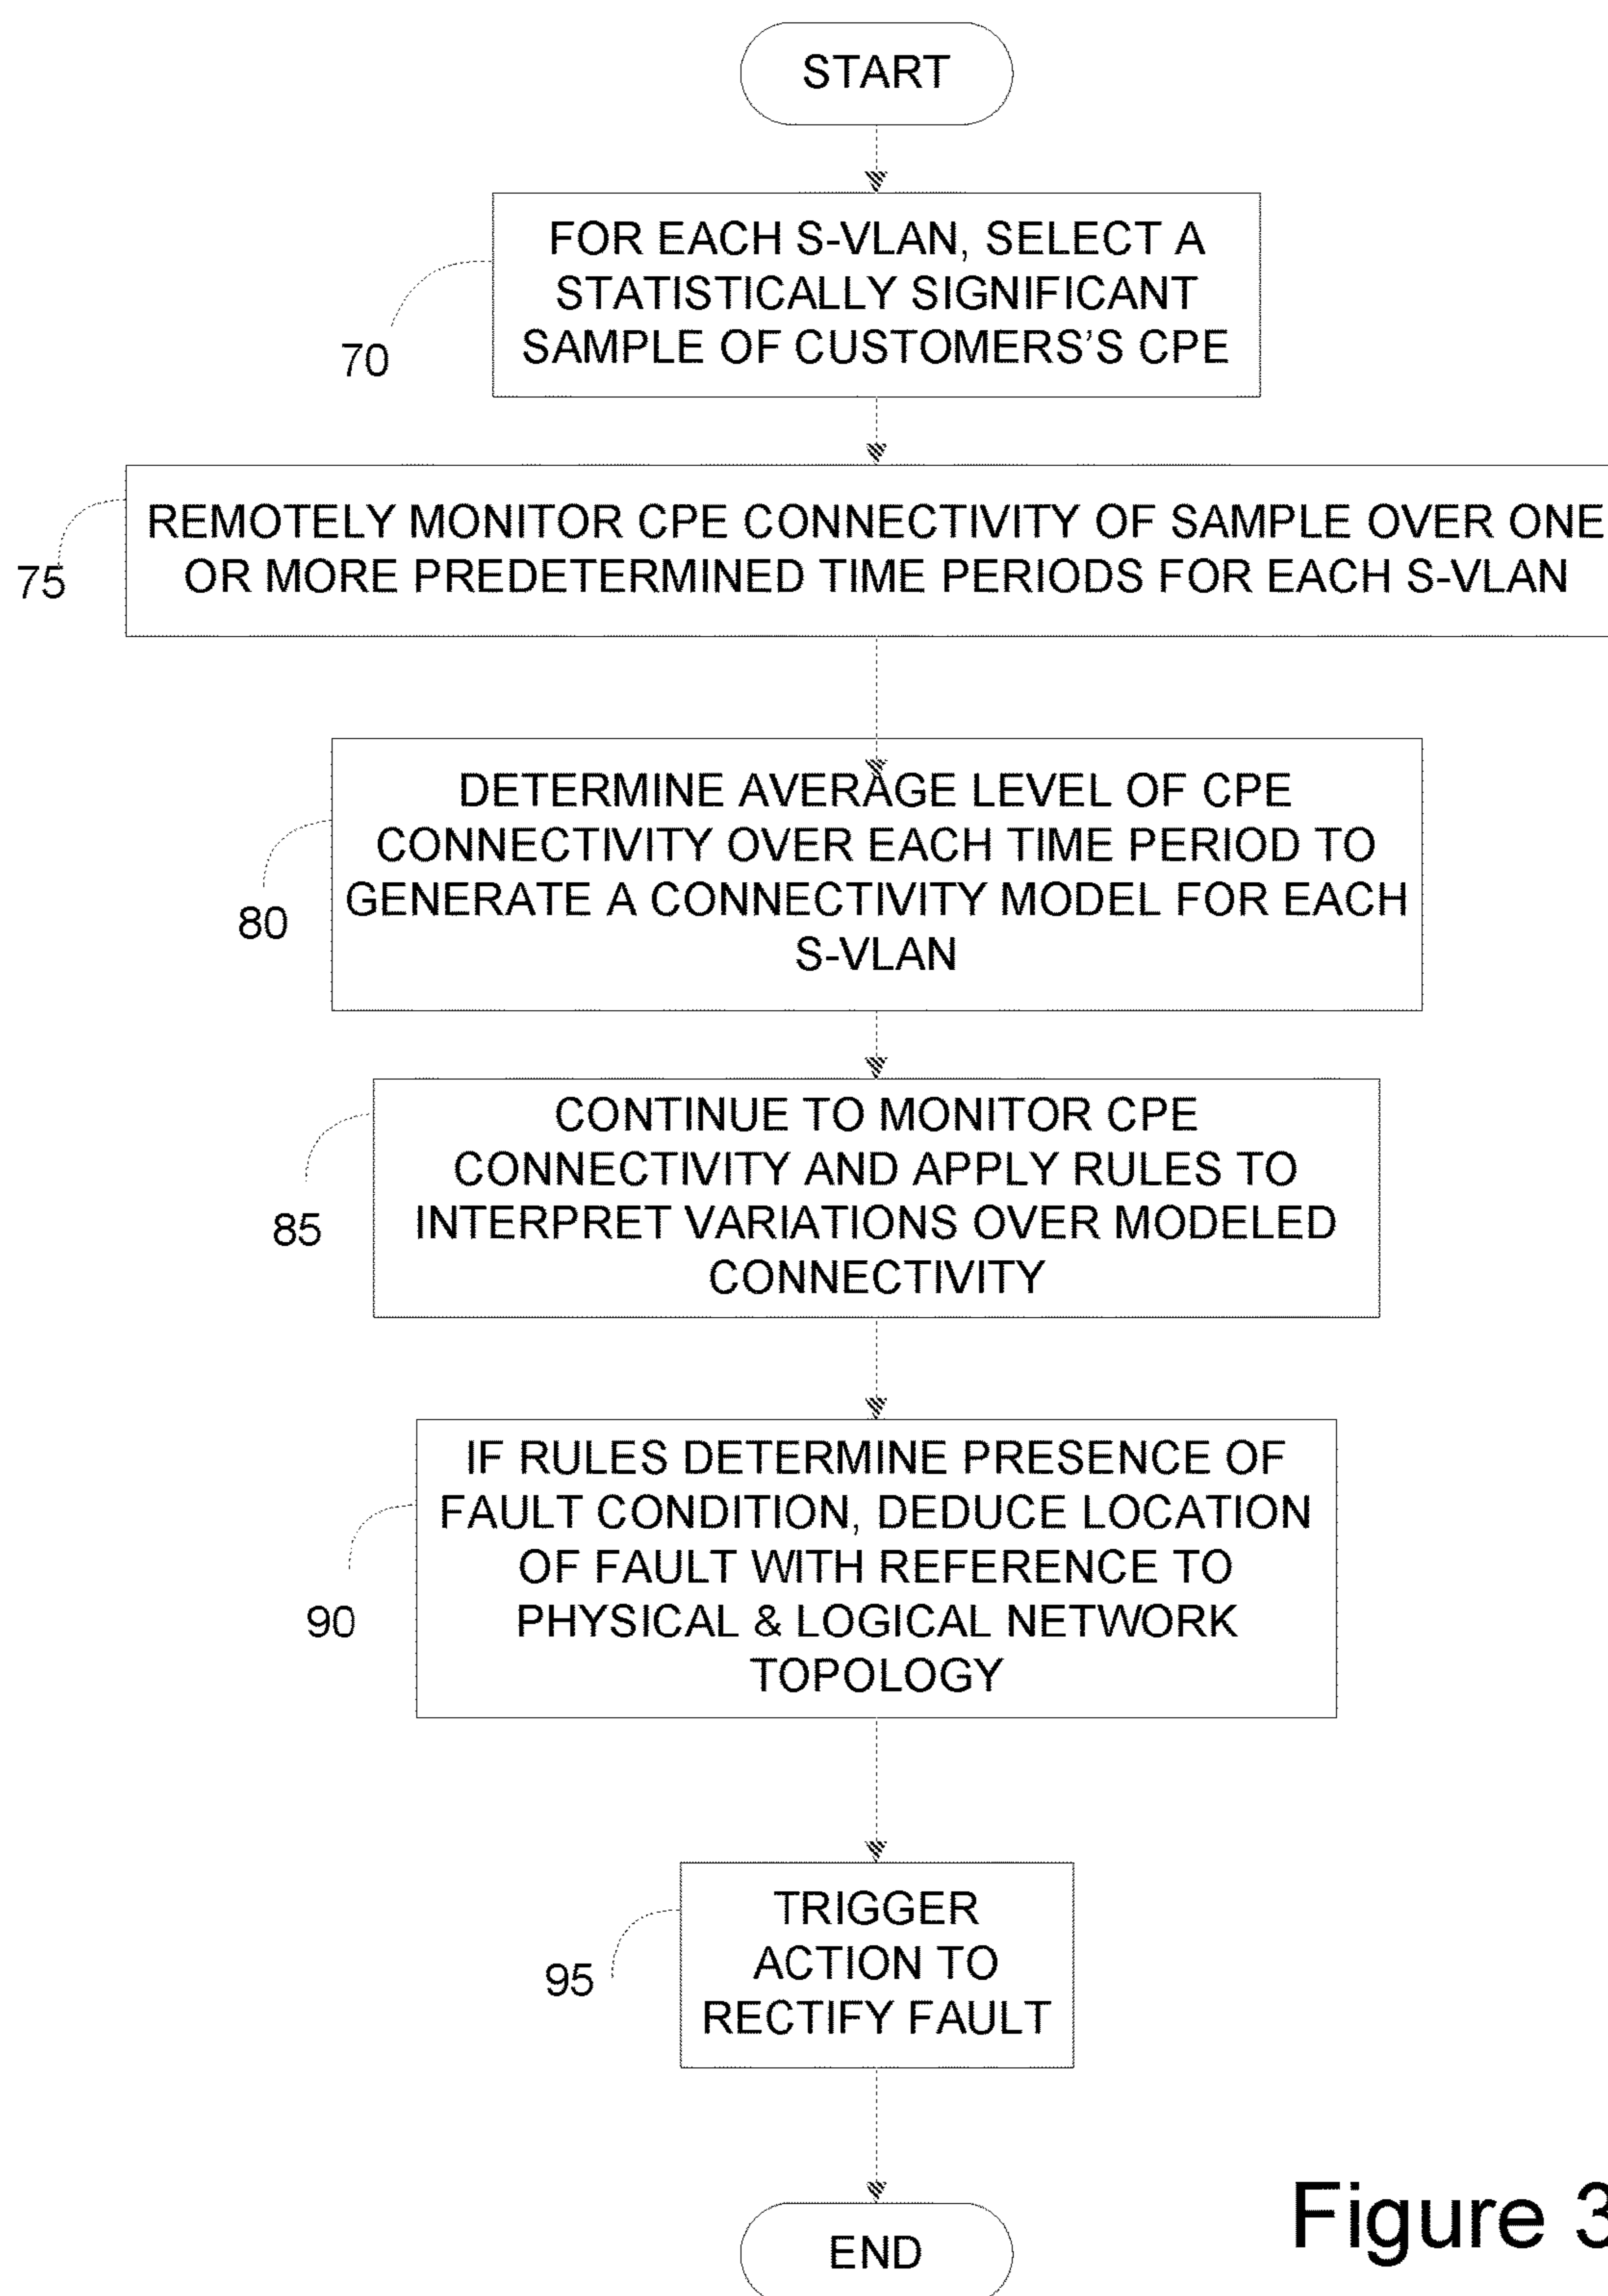 START
FOR EACH S-VLAN, SELECT A
STATISTICALLY SIGNIFICANT
SAMPLE OF CUSTOMERS'S CPE
70
REMOTELY MONITOR CPE CONNECTIVITY OF SAMPLE OVER ONE
OR MORE PREDETERMINED TIME PERIODS FOR EACH S-VLAN
75
DETERMINE AVERAGE LEVEL OF CPE
CONNECTIVITY OVER EACH TIME PERIOD TO
GENERATE A CONNECTIVITY MODEL FOR EACH
S-VLAN
80
CONTINUE TO MONITOR CPE
CONNECTIVITY AND APPLY RULES TO
INTERPRET VARIATIONS OVER MODELED
CONNECTIVITY
85
IF RULES DETERMINE PRESENCE OF
FAULT CONDITION, DEDUCE LOCATION
OF FAULT WITH REFERENCE TO
PHYSICAL & LOGICAL NETWORK
TOPOLOGY
90
TRIGGER
ACTION TO
RECTIFY FAULT
95
END
Figure 3